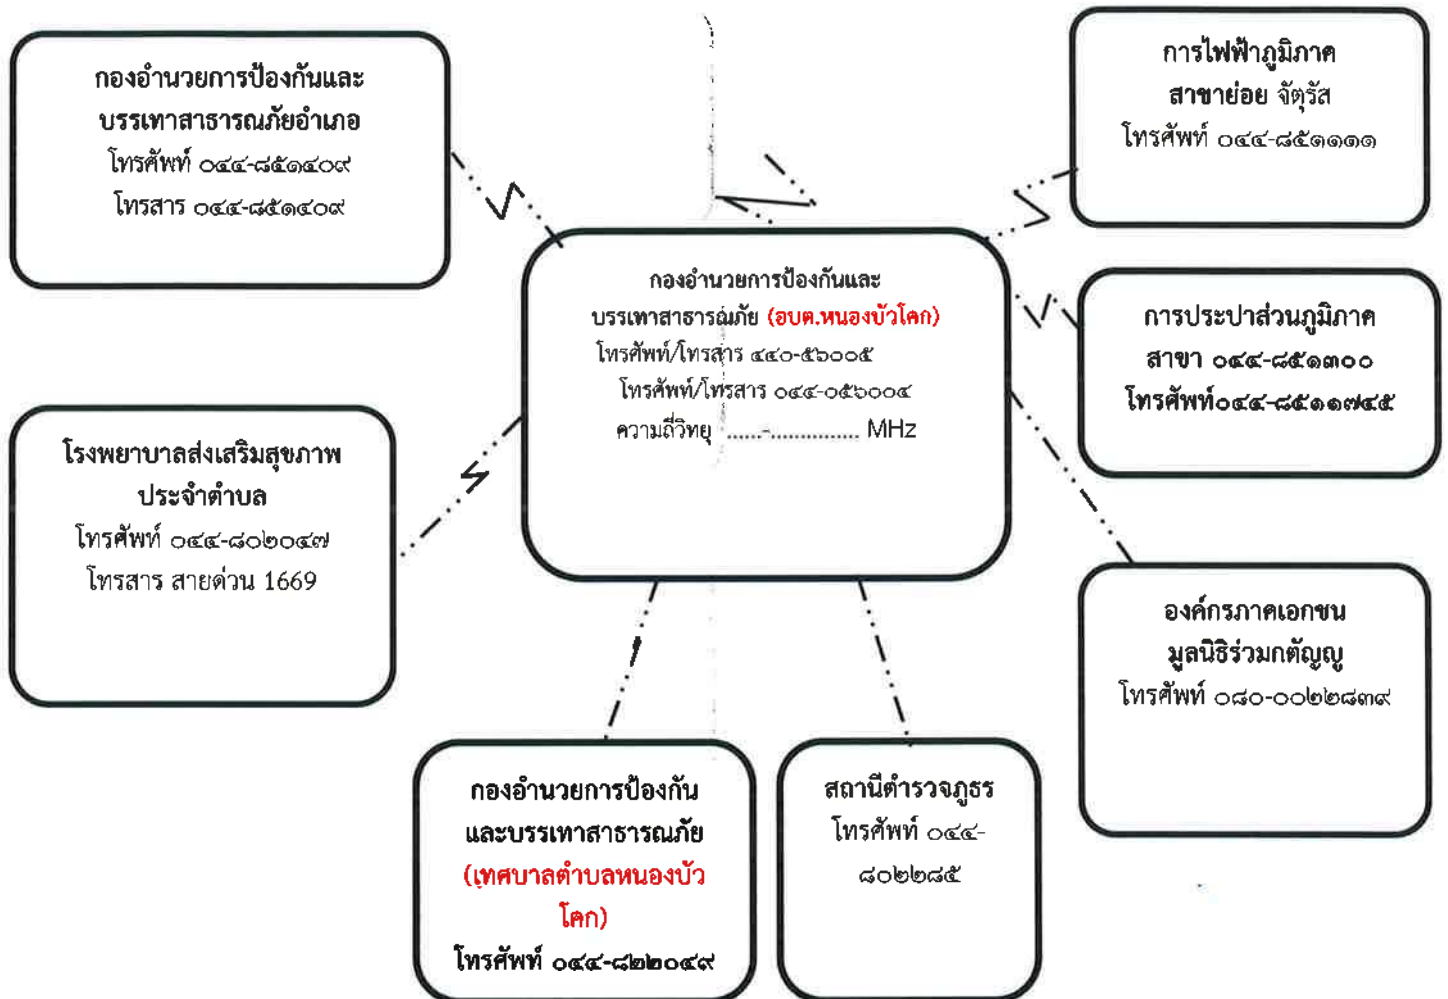 กองอำนวยการป้องกันและ
บรรเทาสาธารณภัยอำเภอ
โทรศัพท์ ๐๔๔-๘๕๑๔๐๙
โทรสาร ๐๔๔-๘๕๑๔๐๙
การไฟฟ้าภูมิภาค
สาขาย่อย จัตุรัส
โทรศัพท์ ๐๔๔-๘๕๑๑๑๑
กองอำนวยการป้องกันและ
บรรเทาสาธารณภัย (อบต.หนองบัวโคก)
โทรศัพท์/โทรสาร ๔๔๐-๕๖๐๐๕
โทรศัพท์/โทรสาร ๐๔๔-๐๕๖๐๐๔
ความถี่วิทยุ ......-............... MHz
การประปาส่วนภูมิภาค
สาขา ๐๔๔-๘๕๑๓๐๐
โทรศัพท์๐๔๔-๘๕๑๑๗๔๕
โรงพยาบาลส่งเสริมสุขภาพ
ประจำตำบล
โทรศัพท์ ๐๔๔-๘๐๒๐๔๗
โทรสาร สายด่วน 1669
องค์กรภาคเอกชน
มูลนิธิร่วมกตัญญู
โทรศัพท์ ๐๘๐-๐๐๒๒๘๓๙
กองอำนวยการป้องกัน
และบรรเทาสาธารณภัย
(เทศบาลตำบลหนองบัว
โคก)
โทรศัพท์ ๐๔๔-๘๒๒๐๔๙
สถานีตำรวจภูธร
โทรศัพท์ ๐๔๔-
๘๐๒๒๘๕